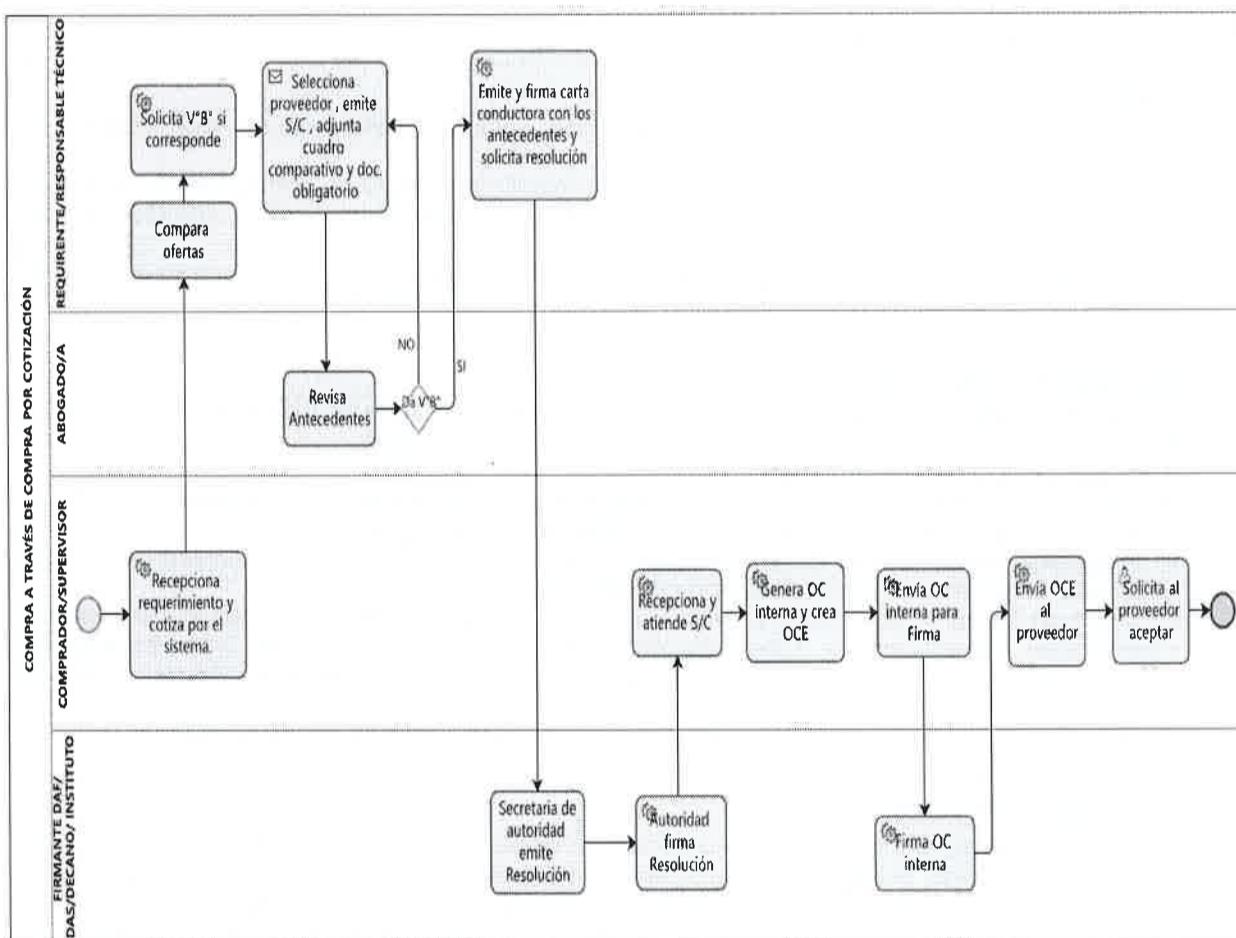 COMPRA A TRAVÉS DE COMPRA POR COTIZACIÓN
REQUIRENTE/RESPONSABLE TÉCNICO
Solicita V°B° si
corresponde
Compara
ofertas
Selecciona
proveedor , emite
S/C , adjunta
cuadro
comparativo y doc.
obligatorio
Emite y firma carta
conductora con los
antecedentes y
solicita resolución
ABOGADO/A
Revisa
Antecedentes
Da V°B°
NO
SI
COMPRADOR/SUPERVISOR
Recepciona
requerimiento y
cotiza por el
sistema.
Recepciona y
atiende S/C
Genera OC
interna y crea
OCE
Envía OC
interna para
Firma
Envía OCE
al
proveedor
Solicita al
proveedor
aceptar
FIRMANTE DAF/
DAS/DECANO/ INSTITUTO
Secretaria de
autoridad
emite
Resolución
Autoridad
firma
Resolución
Firma OC
interna